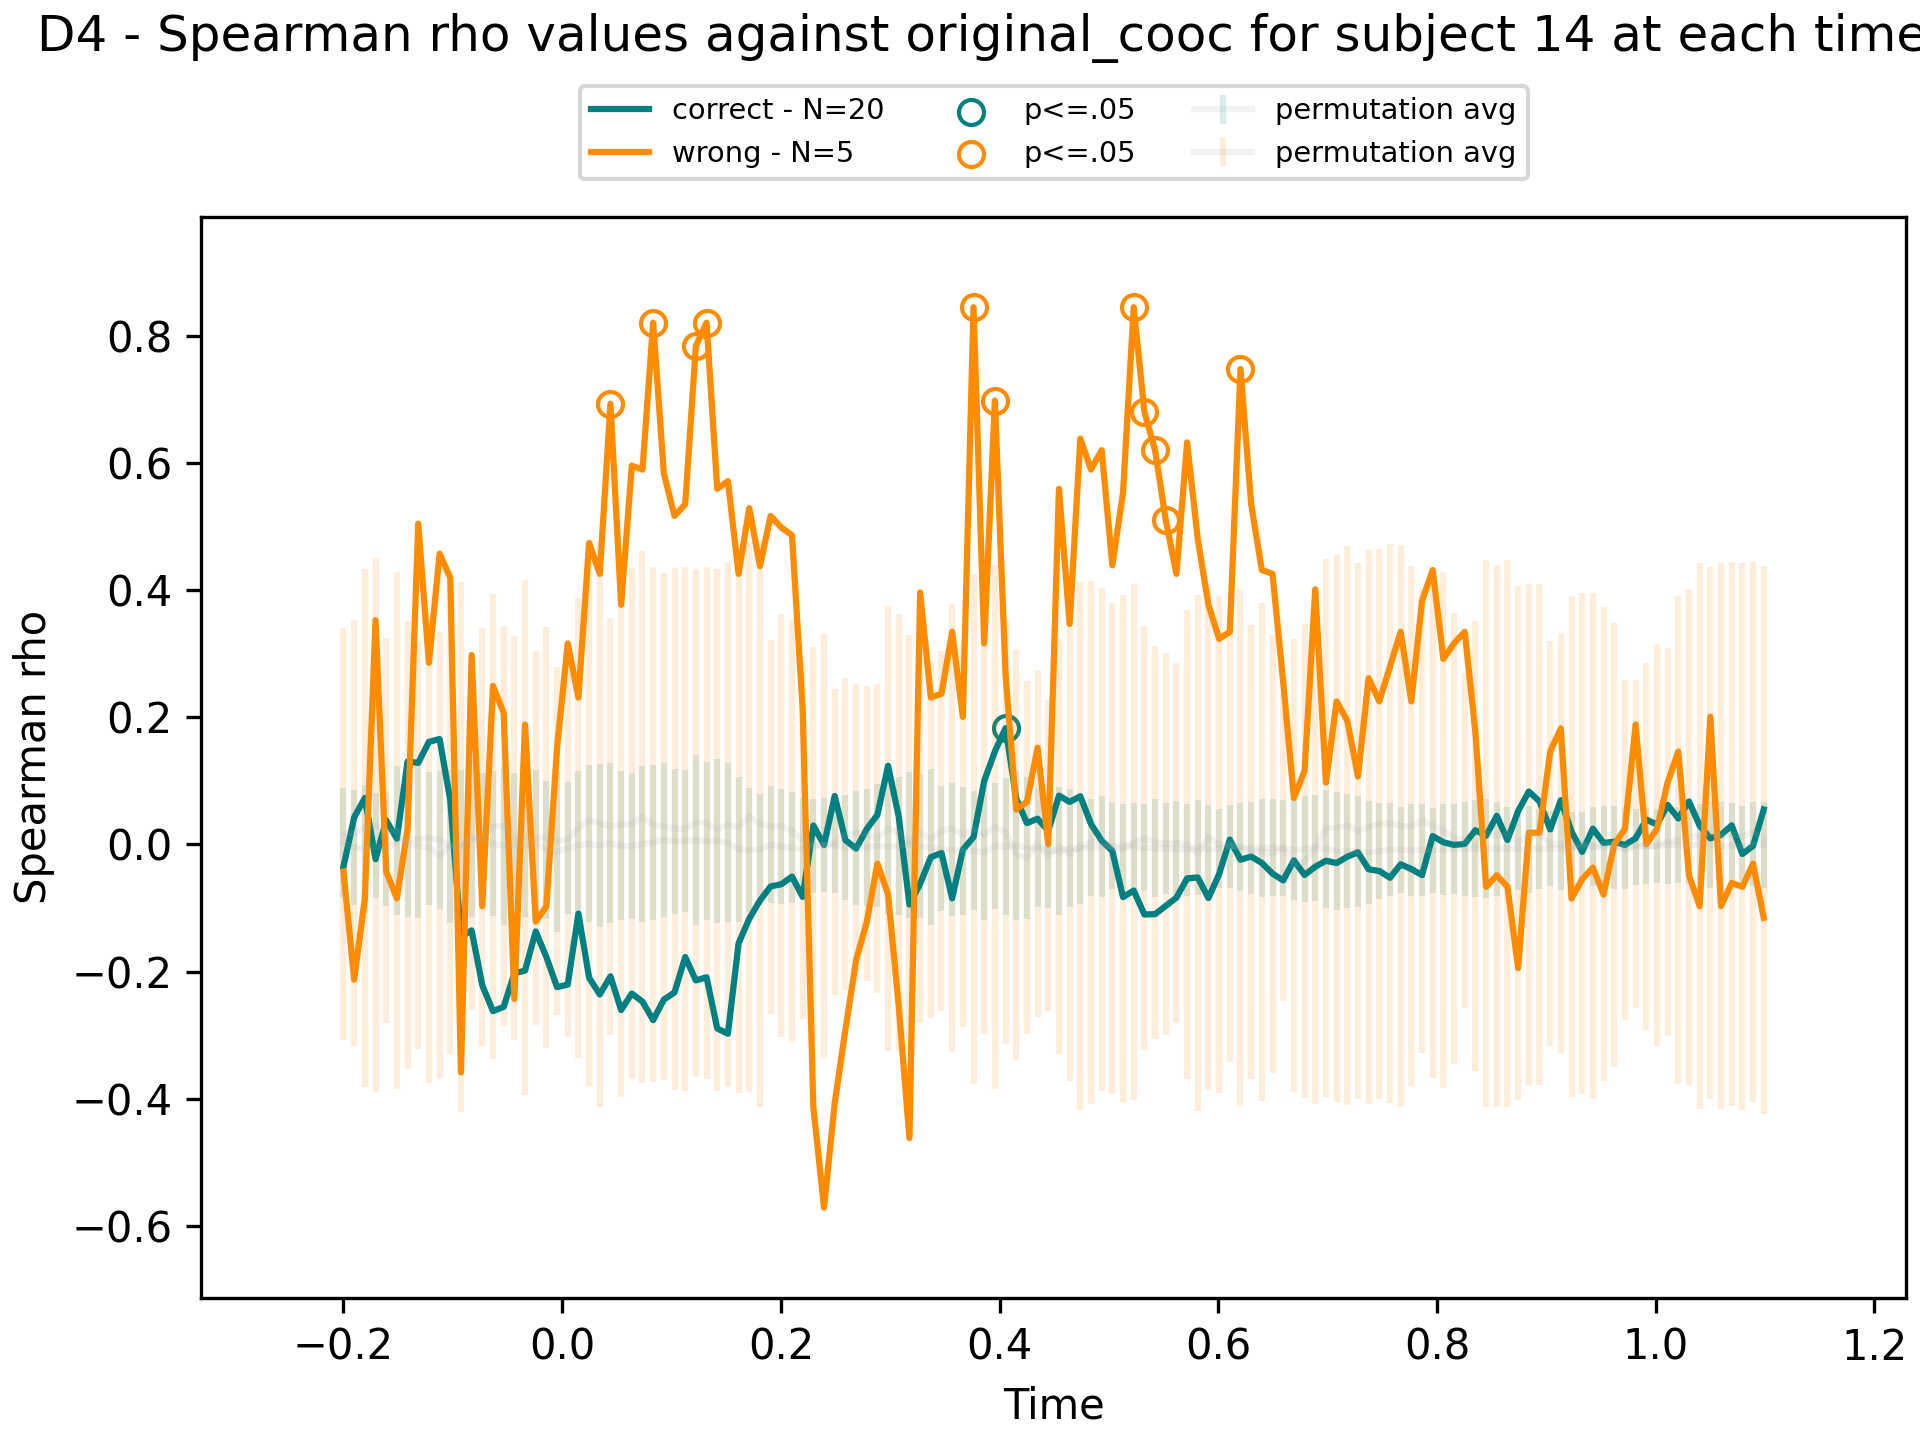 D4 - Spearman rho values against original_cooc for subject 14 at each time
correct - N=20
wrong - N=5
p<=.05
p<=.05
permutation avg
permutation avg
Spearman rho
0.8
0.6
0.4
0.2
0.0
−0.2
−0.4
−0.6
−0.2 0.0 0.2 0.4 0.6 0.8 1.0 1.2
Time